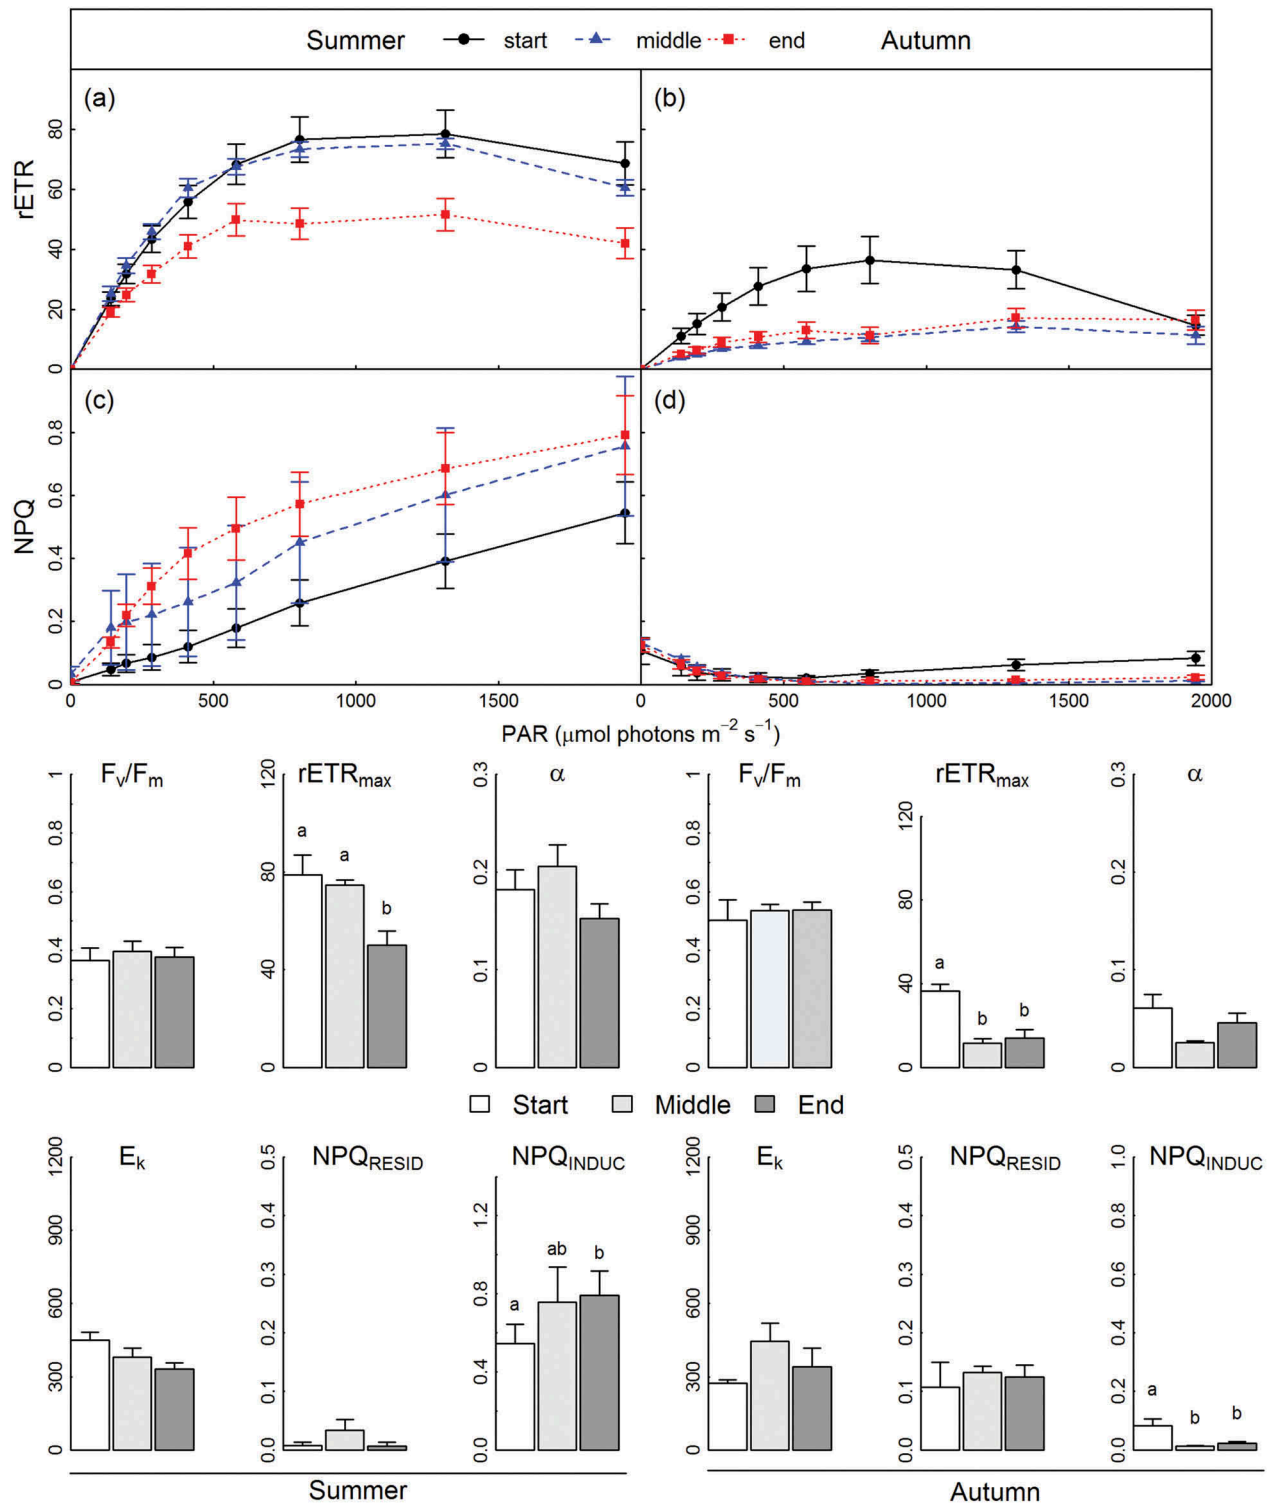 Summer start middle end Autumn
(a) (b)
rETR
0 20 40 60 80
(c) (d)
NPQ
0 0.2 0.4 0.6 0.8
0 500 1000 1500 0 500 1000 1500 2000
PAR (μmol photons m⁻² s⁻¹)
Fv/Fm rETRmax α Fv/Fm rETRmax α
0 0.2 0.4 0.6 0.8 1
0 40 80 120
a a b
0 0.1 0.2 0.3
0 0.2 0.4 0.6 0.8 1
0 40 80 120
a b b
0 0.1 0.2 0.3
Start Middle End
Ek NPQRESID NPQINDUC Ek NPQRESID NPQINDUC
0 300 600 900 1200
0.0 0.1 0.2 0.3 0.4 0.5
0.0 0.4 0.8 1.2
a ab b
0 300 600 900 1200
0.0 0.1 0.2 0.3 0.4 0.5
0.0 0.2 0.4 0.6 0.8 1.0
a b b
Summer Autumn